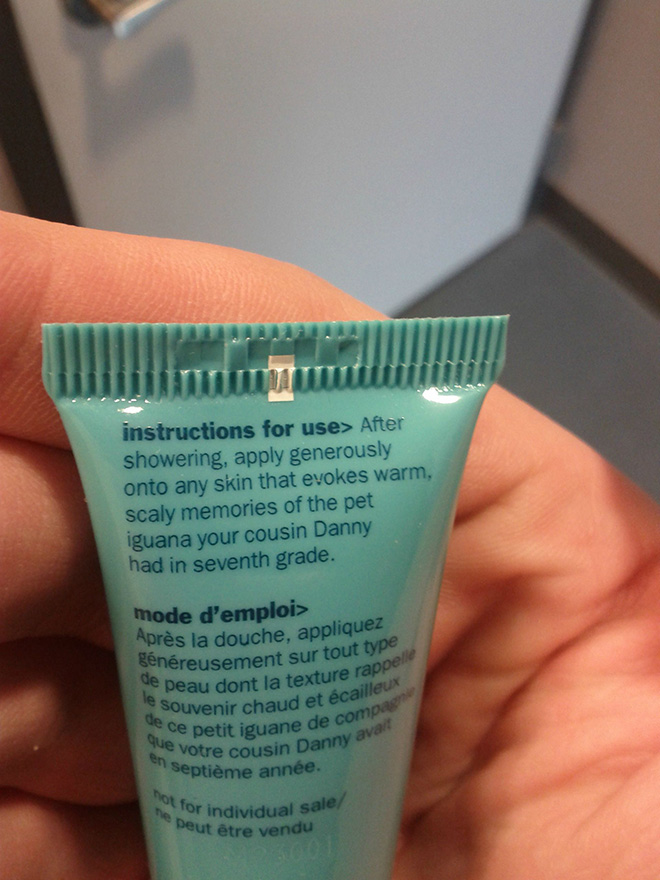 instructions for use> After
showering, apply generously
onto any skin that evokes warm,
scaly memories of the pet
iguana your cousin Danny
had in seventh grade.
mode d'emploi>
Après la douche, appliquez
généreusement sur tout type
de peau dont la texture rappelle
le souvenir chaud et écailleux
de ce petit iguane de compagnie
que votre cousin Danny avait
en septième année.
not for individual sale/
ne peut être vendu